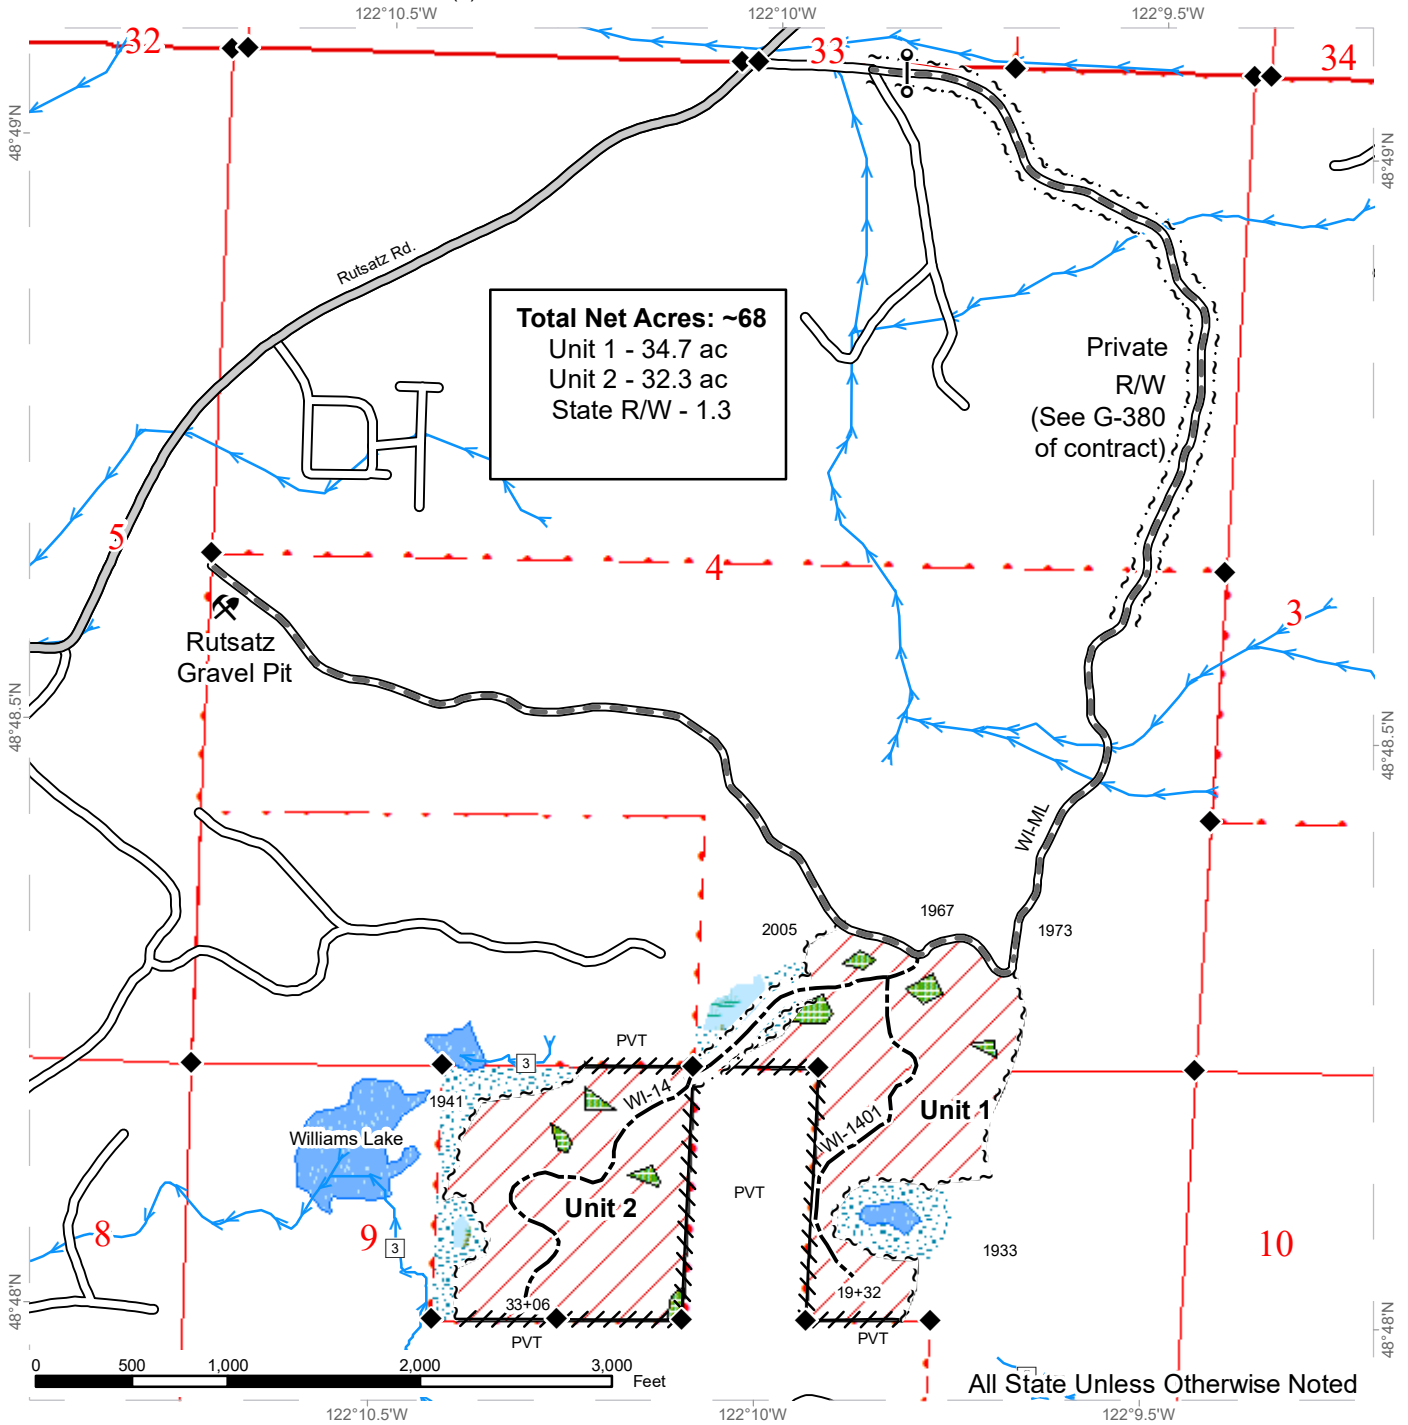 122°10.5'W
122°10'W
122°9.5'W
32
33
34
48°49'N
48°49'N
Rutsatz Rd.
Total Net Acres: ~68
Unit 1 - 34.7 ac
Unit 2 - 32.3 ac
State R/W - 1.3
Private
R/W
(See G-380
of contract)
5
4
3
Rutsatz
Gravel Pit
48°48.5'N
48°48.5'N
WI-ML
2005
1967
1973
PVT
3
1941
WI-14
Williams Lake
WI-1401
Unit 1
PVT
Unit 2
8
9
3
1933
10
48°48'N
48°48'N
33+06
19+32
PVT
PVT
0
500
1,000
2,000
3,000
Feet
All State Unless Otherwise Noted
122°10.5'W
122°10'W
122°9.5'W